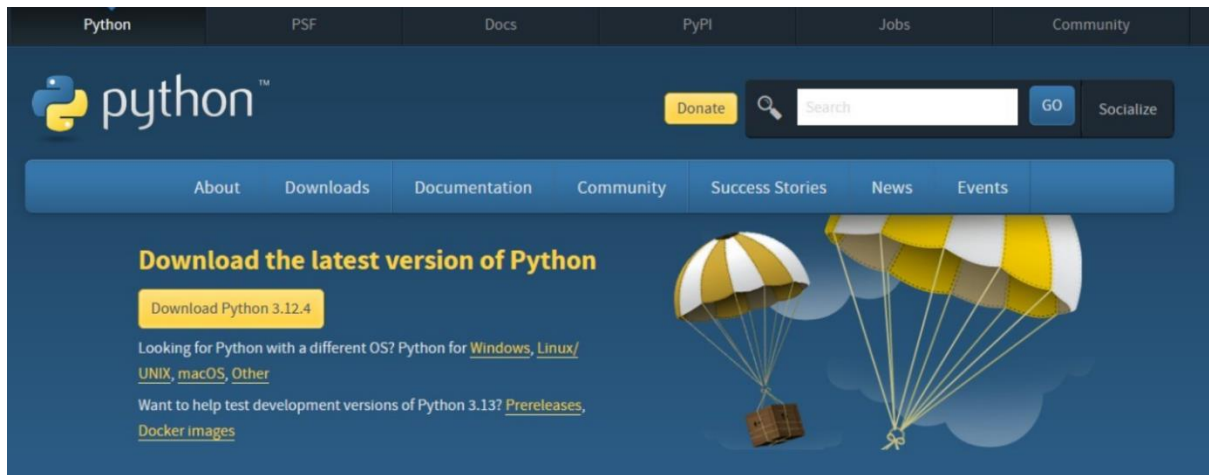 Python PSF Docs PyPI Jobs Community
python™
Donate Search GO Socialize
About Downloads Documentation Community Success Stories News Events
Download the latest version of Python
Download Python 3.12.4
Looking for Python with a different OS? Python for Windows, Linux/
UNIX, macOS, Other
Want to help test development versions of Python 3.13? Prereleases,
Docker images